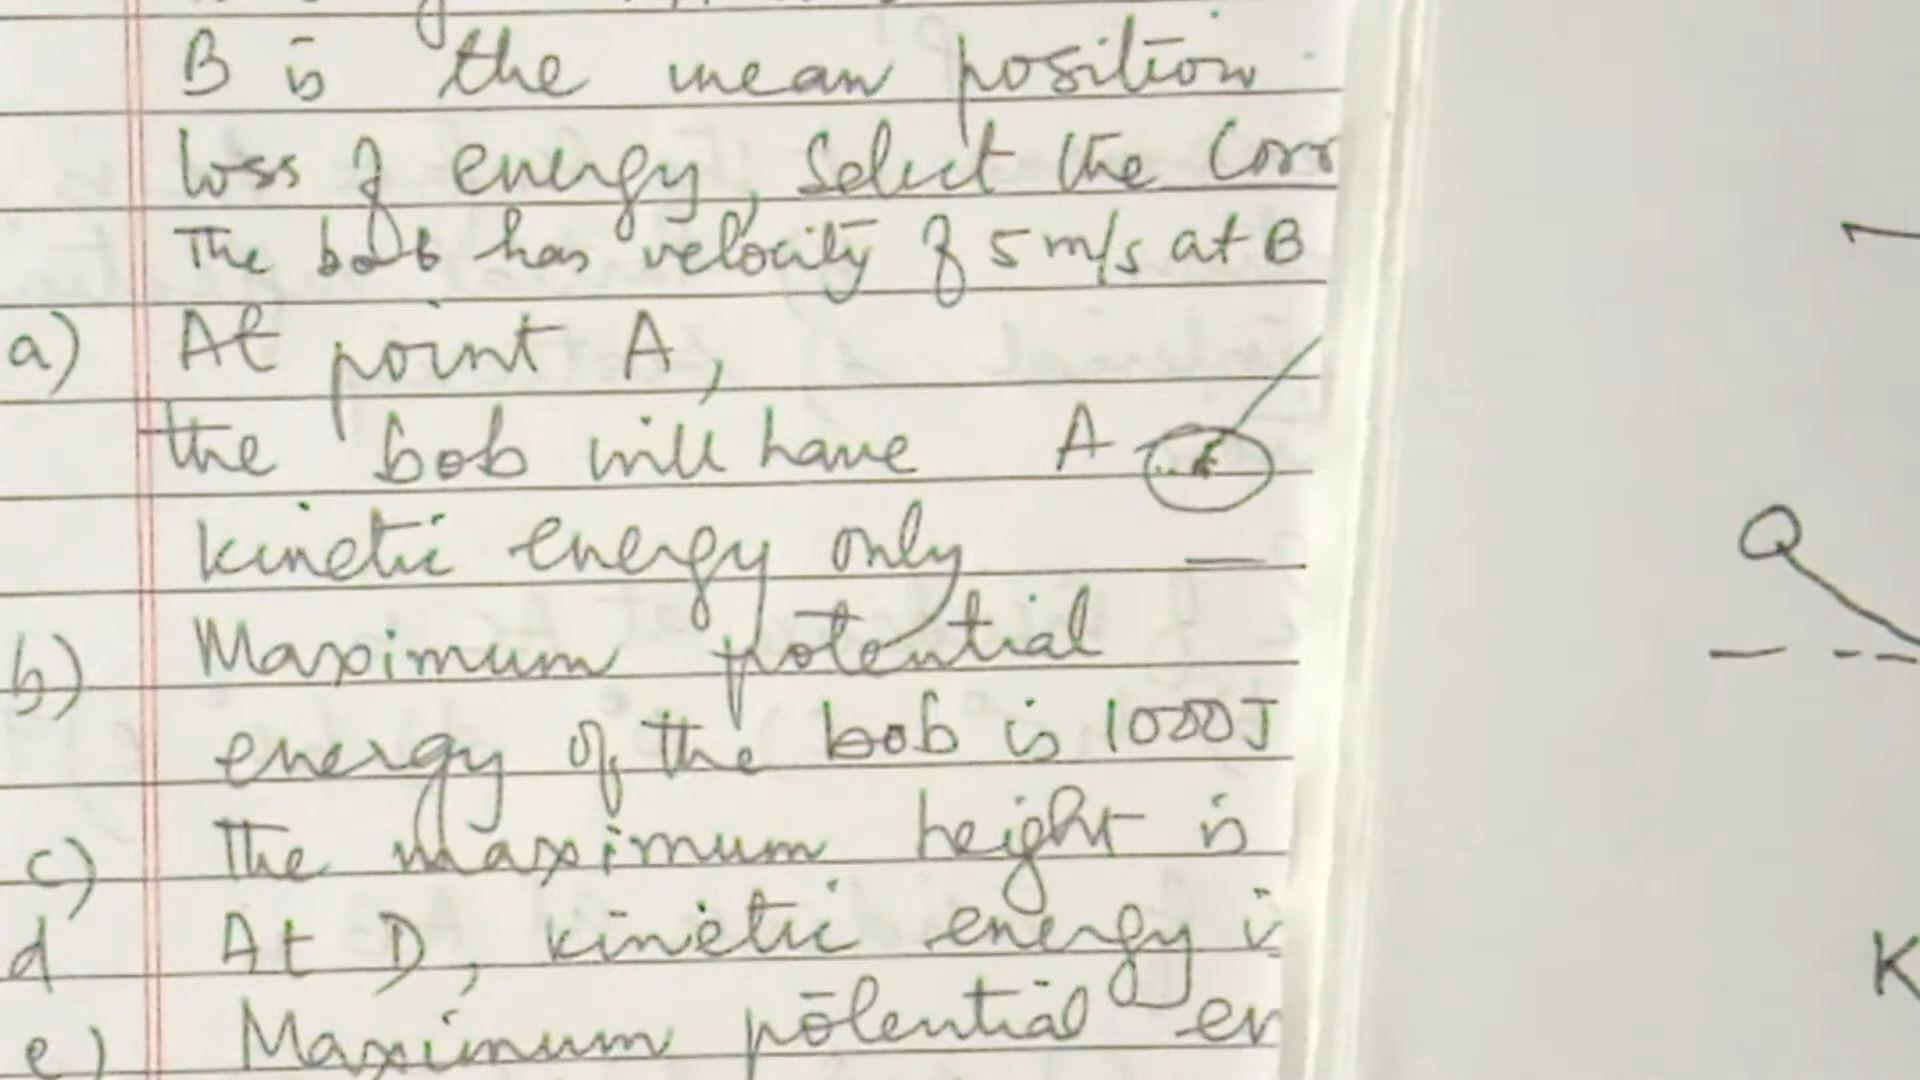 B is the mean position
loss of energy, Select the Corr
The bob has velocity of 5 m/s at B
a) At point A,
the bob will have A
kinetic energy only
b) Maximum potential
energy of the bob is 1000J
c) The maximum height is
d At D, kinetic energy i
e) Maximum potential en
Q
K